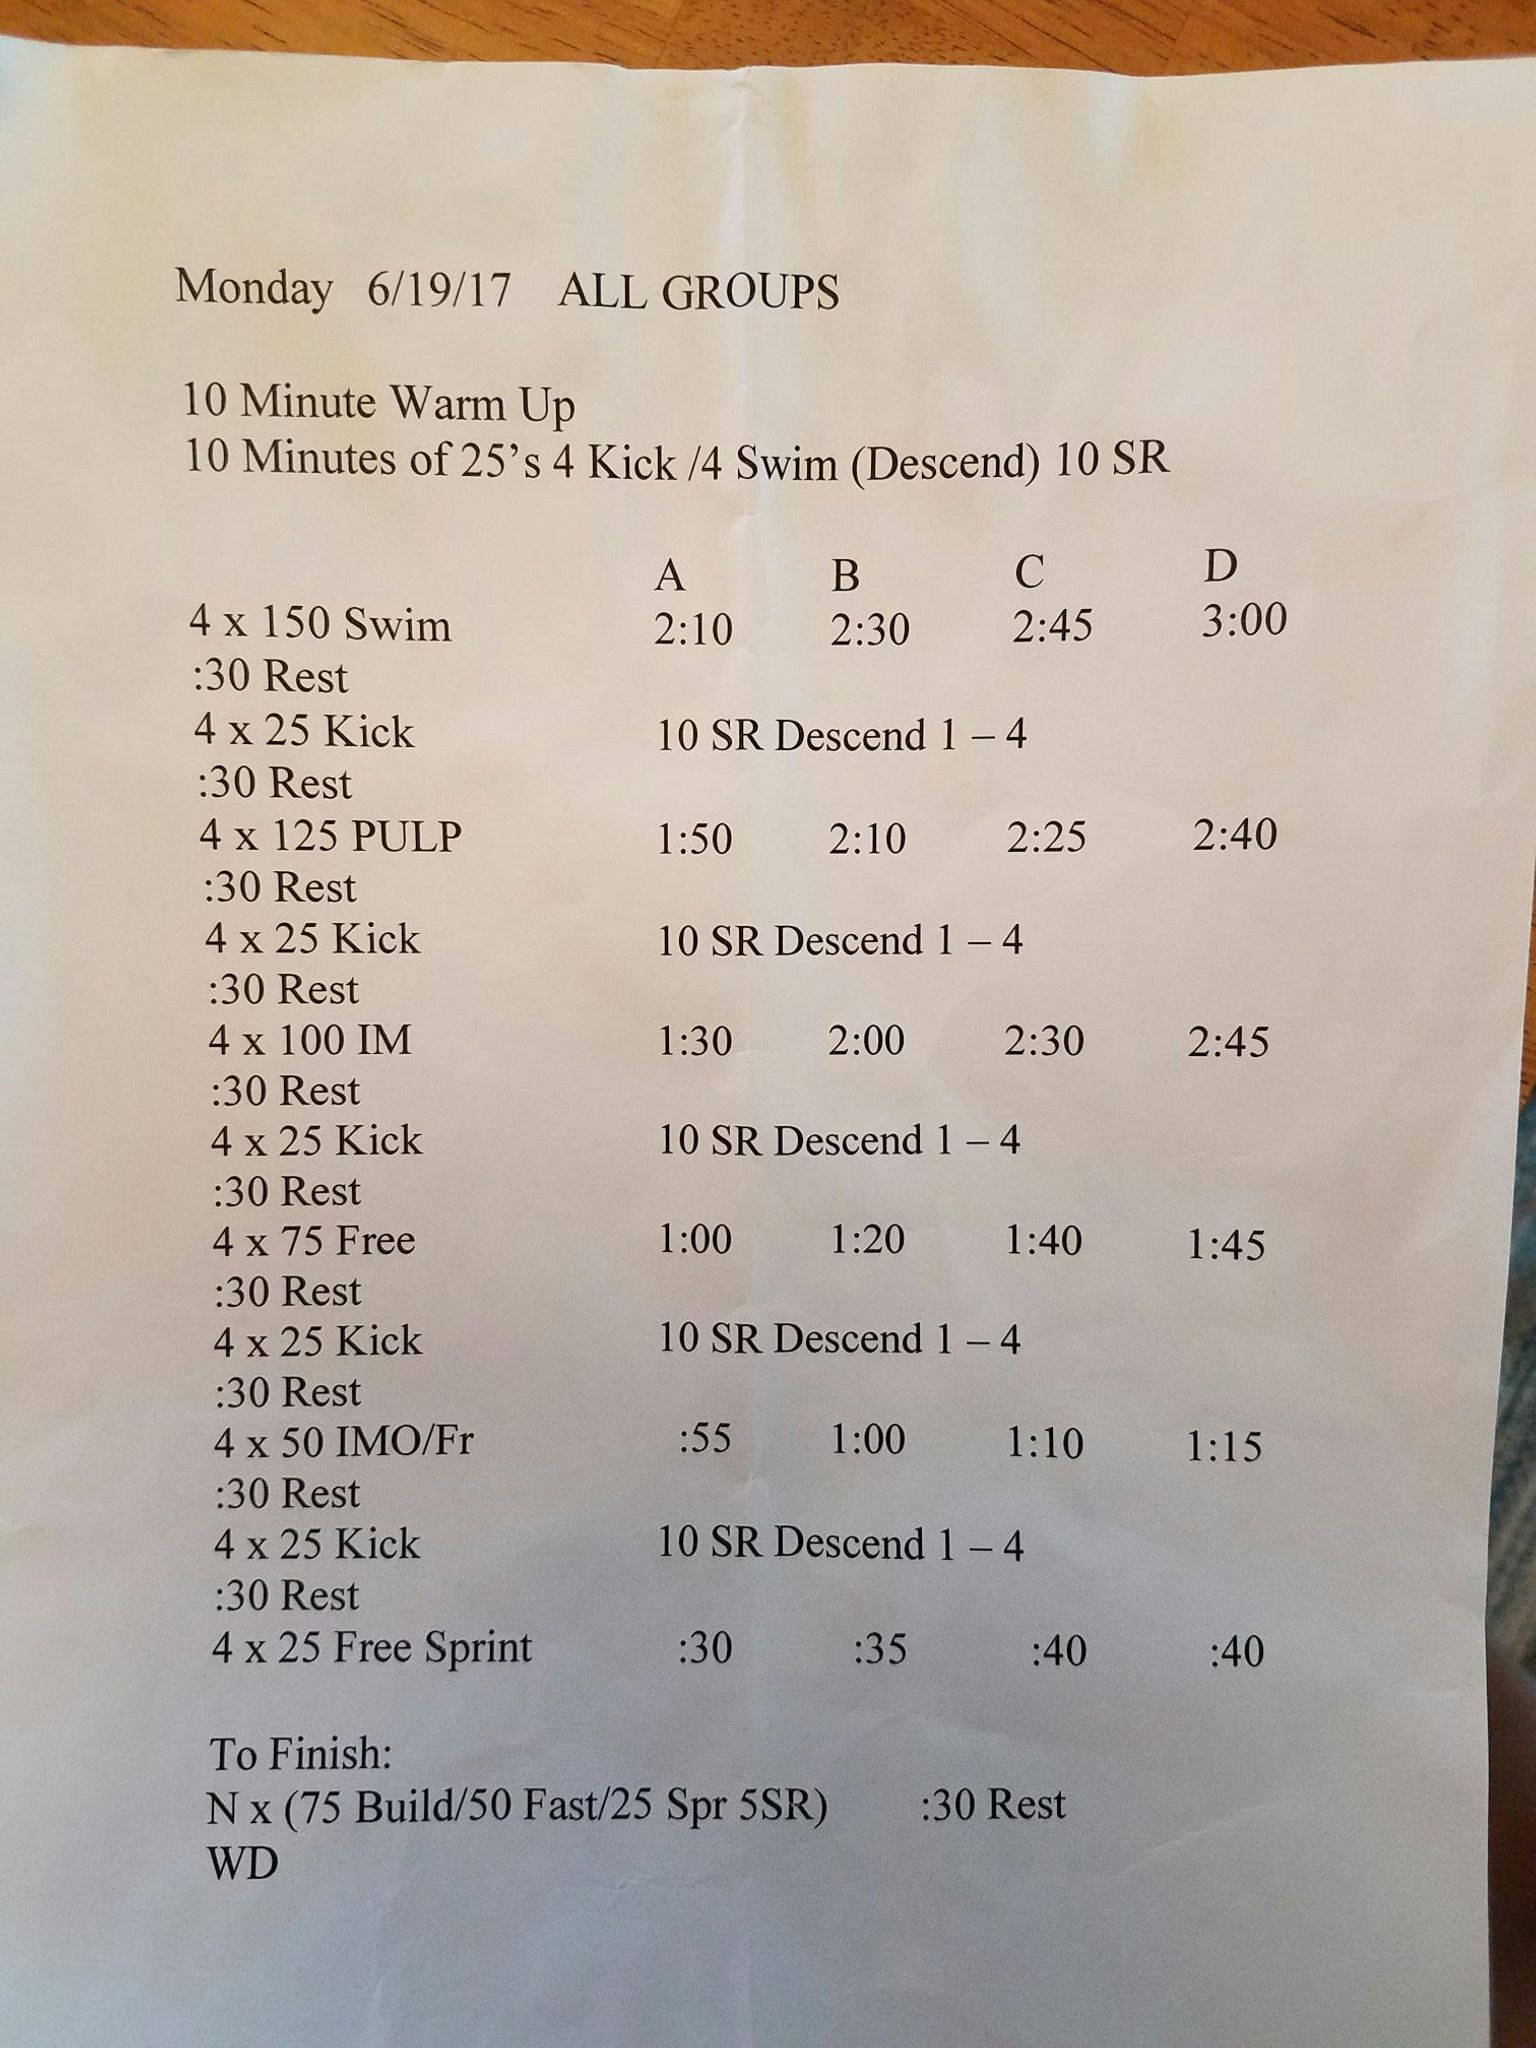 Monday 6/19/17 ALL GROUPS
10 Minute Warm Up
10 Minutes of 25’s 4 Kick /4 Swim (Descend) 10 SR
A B C D
4 x 150 Swim 2:10 2:30 2:45 3:00
:30 Rest
4 x 25 Kick 10 SR Descend 1 – 4
:30 Rest
4 x 125 PULP 1:50 2:10 2:25 2:40
:30 Rest
4 x 25 Kick 10 SR Descend 1 – 4
:30 Rest
4 x 100 IM 1:30 2:00 2:30 2:45
:30 Rest
4 x 25 Kick 10 SR Descend 1 – 4
:30 Rest
4 x 75 Free 1:00 1:20 1:40 1:45
:30 Rest
4 x 25 Kick 10 SR Descend 1 – 4
:30 Rest
4 x 50 IMO/Fr :55 1:00 1:10 1:15
:30 Rest
4 x 25 Kick 10 SR Descend 1 – 4
:30 Rest
4 x 25 Free Sprint :30 :35 :40 :40
To Finish:
N x (75 Build/50 Fast/25 Spr 5SR) :30 Rest
WD